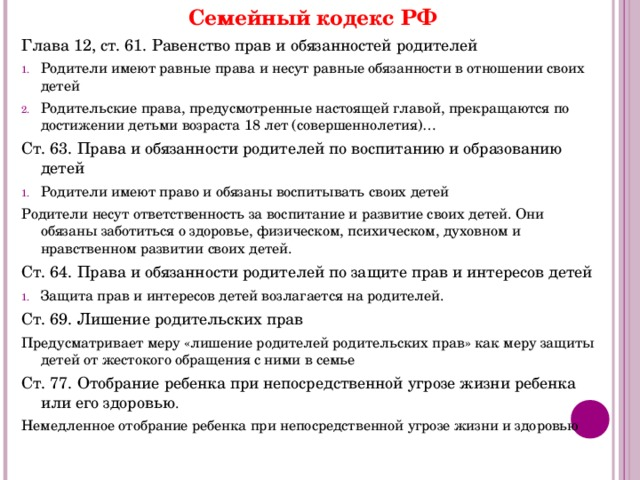 Семейный кодекс РФ
Глава 12, ст. 61. Равенство прав и обязанностей родителей
1. Родители имеют равные права и несут равные обязанности в отношении своих
детей
2. Родительские права, предусмотренные настоящей главой, прекращаются по
достижении детьми возраста 18 лет (совершеннолетия)…
Ст. 63. Права и обязанности родителей по воспитанию и образованию
детей
1. Родители имеют право и обязаны воспитывать своих детей
Родители несут ответственность за воспитание и развитие своих детей. Они
обязаны заботиться о здоровье, физическом, психическом, духовном и
нравственном развитии своих детей.
Ст. 64. Права и обязанности родителей по защите прав и интересов детей
1. Защита прав и интересов детей возлагается на родителей.
Ст. 69. Лишение родительских прав
Предусматривает меру «лишение родителей родительских прав» как меру защиты
детей от жестокого обращения с ними в семье
Ст. 77. Отобрание ребенка при непосредственной угрозе жизни ребенка
или его здоровью.
Немедленное отобрание ребенка при непосредственной угрозе жизни и здоровью